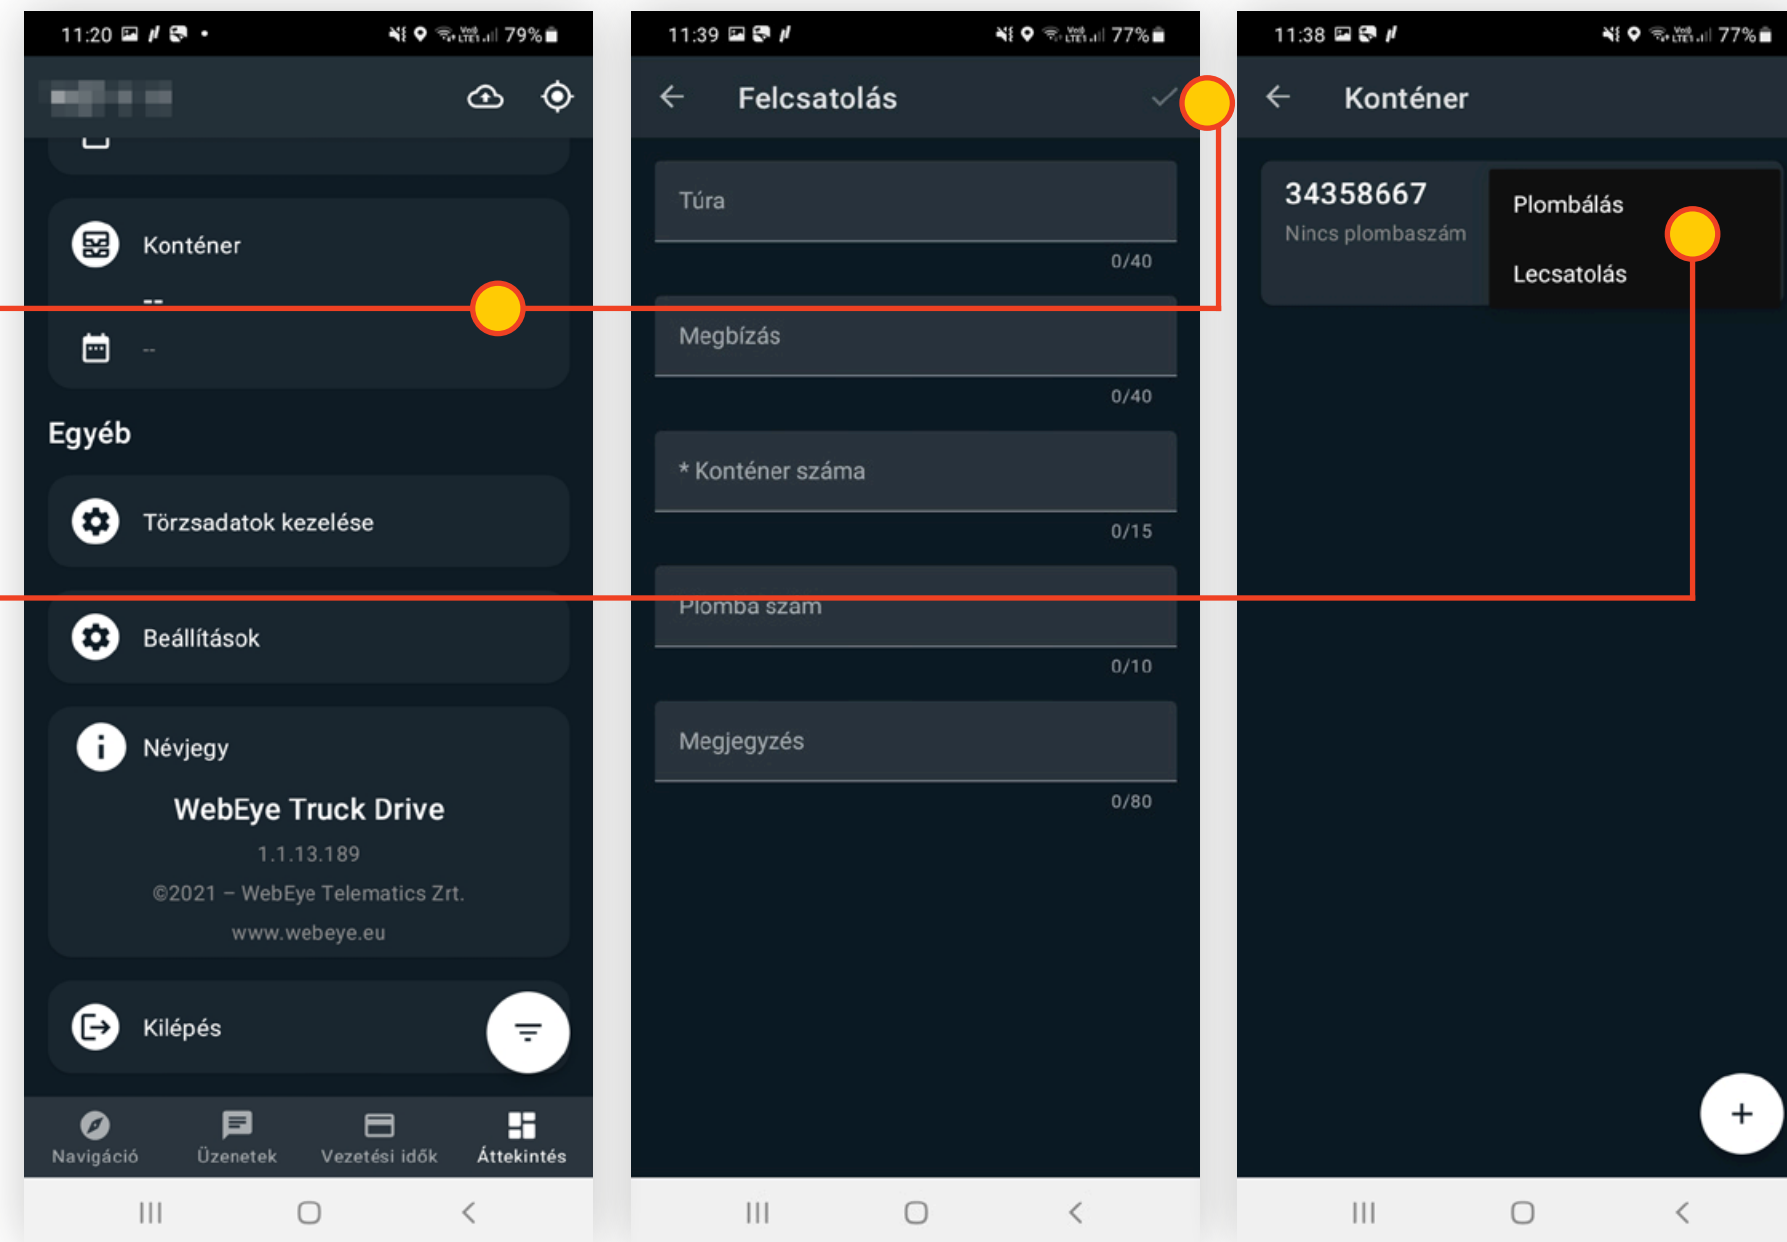 11:20
79%
Konténer
--
--
Egyéb
Törzsadatok kezelése
Beállítások
Névjegy
WebEye Truck Drive
1.1.13.189
©2021 – WebEye Telematics Zrt.
www.webeye.eu
Kilépés
Navigáció
Üzenetek
Vezetési idők
Áttekintés
11:39
77%
Felcsatolás
Túra
0/40
Megbízás
0/40
* Konténer száma
0/15
Plomba szám
0/10
Megjegyzés
0/80
11:38
77%
Konténer
34358667
Nincs plombaszám
Plombálás
Lecsatolás